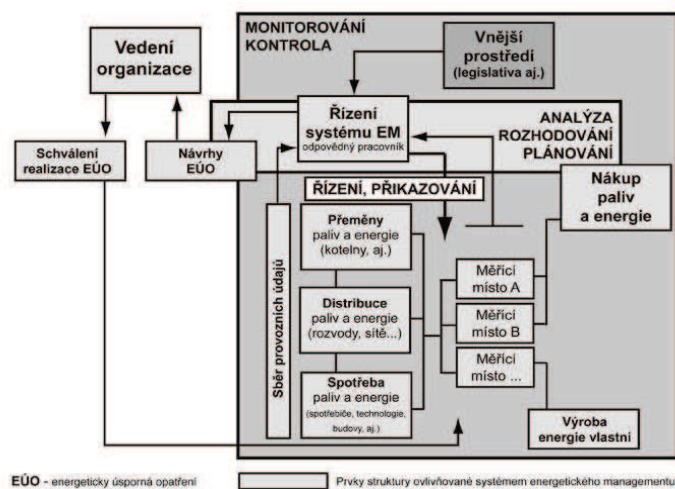 MONITOROVÁNÍ
KONTROLA
Vedení
organizace
Vnější
prostředí
(legislativa aj.)
Řízení
systému EM
odpovědný pracovník
ANALÝZA
ROZHODOVÁNÍ
PLÁNOVÁNÍ
Schválení
realizace EÚO
Návrhy
EÚO
ŘÍZENÍ, PŘIKAZOVÁNÍ
Nákup
paliv
a energie
Sběr provozních údajů
Přeměny
paliv a energie
(kotelny, aj.)
Distribuce
paliv a energie
(rozvody, sítě...)
Spotřeba
paliv a energie
(spotřebiče, technologie,
budovy, aj.)
Měřicí
místo A
Měřicí
místo B
Měřicí
místo ...
Výroba
energie vlastní
EÚO - energeticky úsporná opatření
Prvky struktury ovlivňované systémem energetického managementu